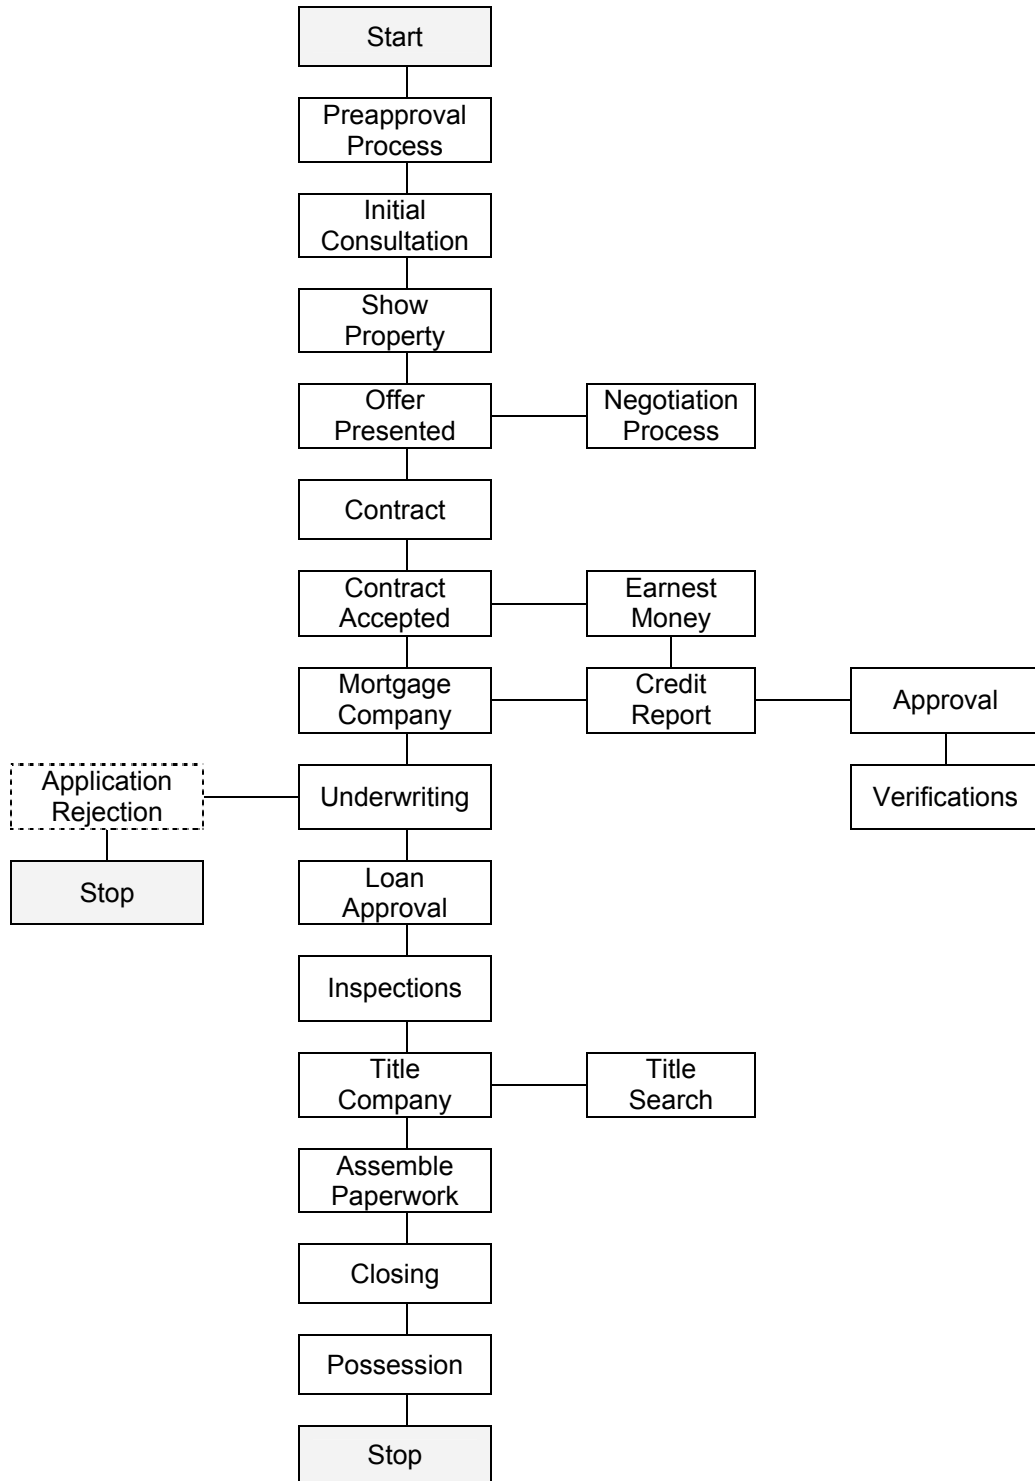 Start
Preapproval
Process
Initial
Consultation
Show
Property
Offer
Presented
Negotiation
Process
Contract
Contract
Accepted
Earnest
Money
Mortgage
Company
Credit
Report
Approval
Application
Rejection
Underwriting
Verifications
Stop
Loan
Approval
Inspections
Title
Company
Title
Search
Assemble
Paperwork
Closing
Possession
Stop